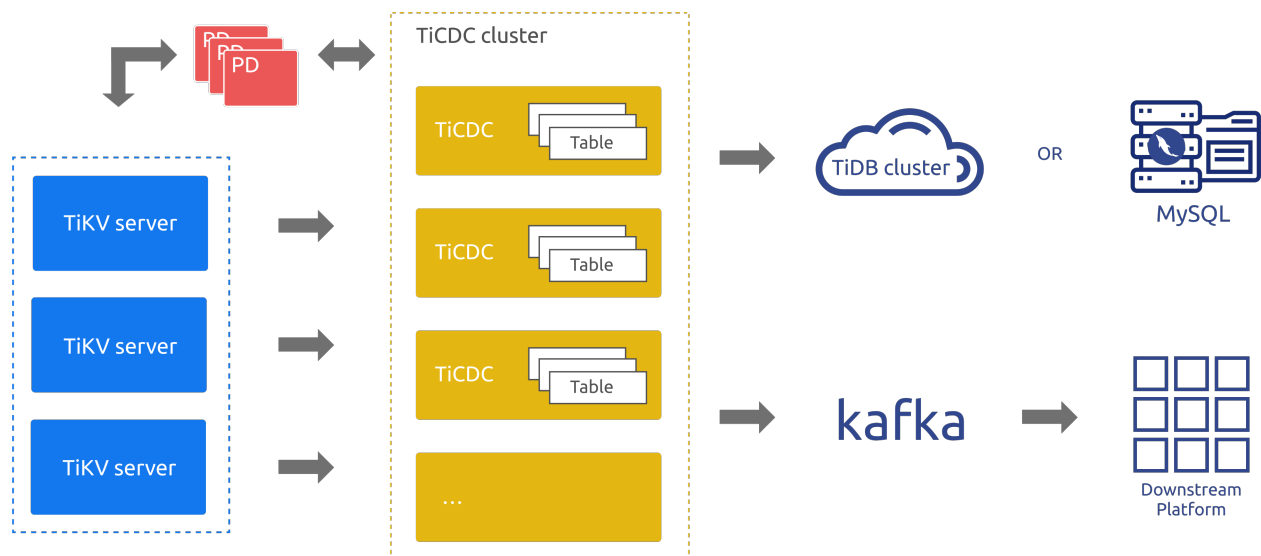 PD
PD
PD
TiCDC cluster
TiCDC
Table
TiDB cluster
OR
MySQL
TiKV server
TiCDC
Table
TiKV server
TiCDC
Table
kafka
Downstream
Platform
TiKV server
...